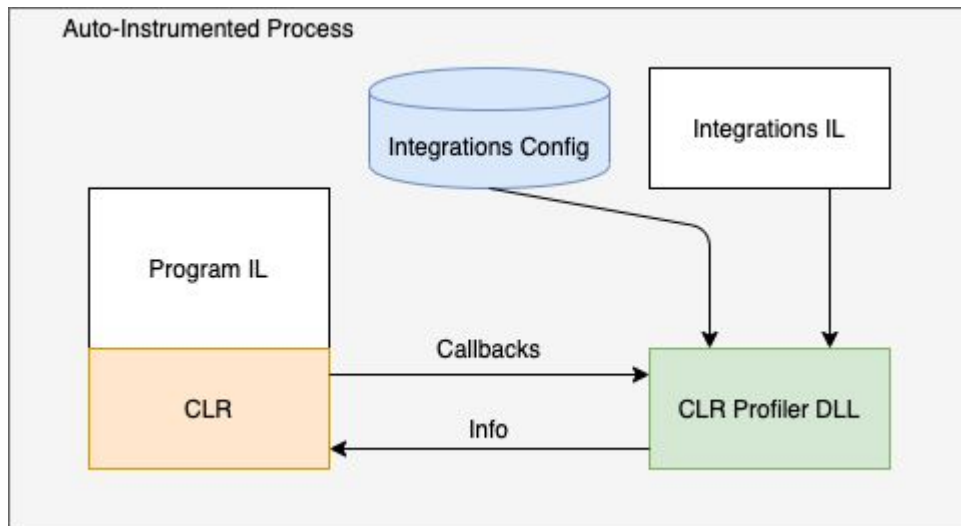 Auto-Instrumented Process
Integrations Config
Integrations IL
Program IL
Callbacks
CLR
CLR Profiler DLL
Info